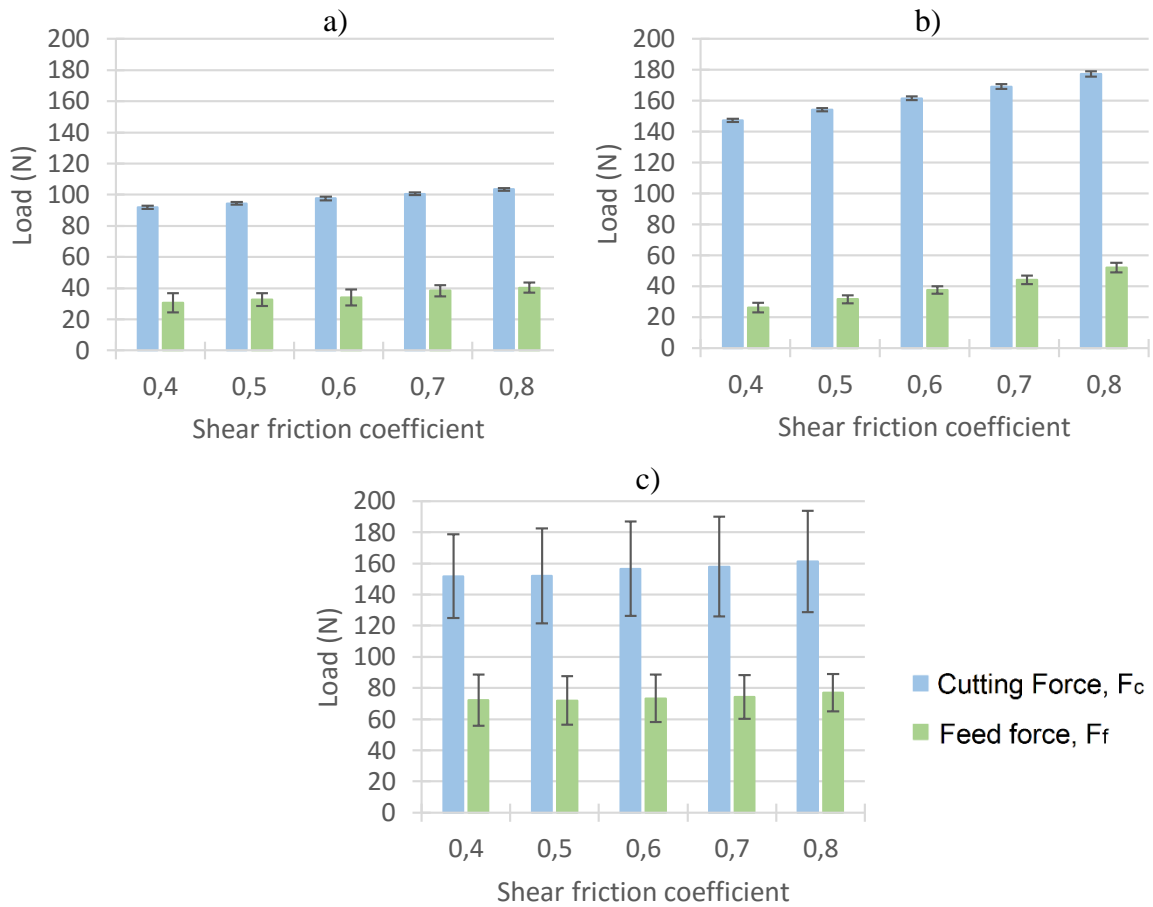 a)
200
180
160
140
120
100
80
60
40
20
0
Load (N)
0,4 0,5 0,6 0,7 0,8
Shear friction coefficient
b)
200
180
160
140
120
100
80
60
40
20
0
Load (N)
0,4 0,5 0,6 0,7 0,8
Shear friction coefficient
c)
200
180
160
140
120
100
80
60
40
20
0
Load (N)
0,4 0,5 0,6 0,7 0,8
Shear friction coefficient
Cutting Force, Fc
Feed force, Ff